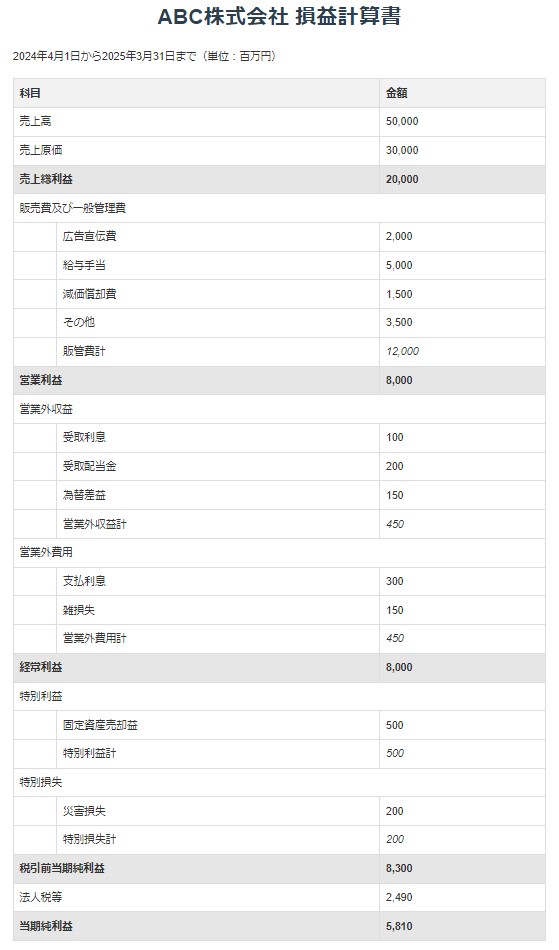 ABC株式会社 損益計算書
2024年4月1日から2025年3月31日まで（単位：百万円）
科目 金額
売上高 50,000
売上原価 30,000
売上総利益 20,000
販売費及び一般管理費
広告宣伝費 2,000
給与手当 5,000
減価償却費 1,500
その他 3,500
販管費計 12,000
営業利益 8,000
営業外収益
受取利息 100
受取配当金 200
為替差益 150
営業外収益計 450
営業外費用
支払利息 300
雑損失 150
営業外費用計 450
経常利益 8,000
特別利益
固定資産売却益 500
特別利益計 500
特別損失
災害損失 200
特別損失計 200
税引前当期純利益 8,300
法人税等 2,490
当期純利益 5,810